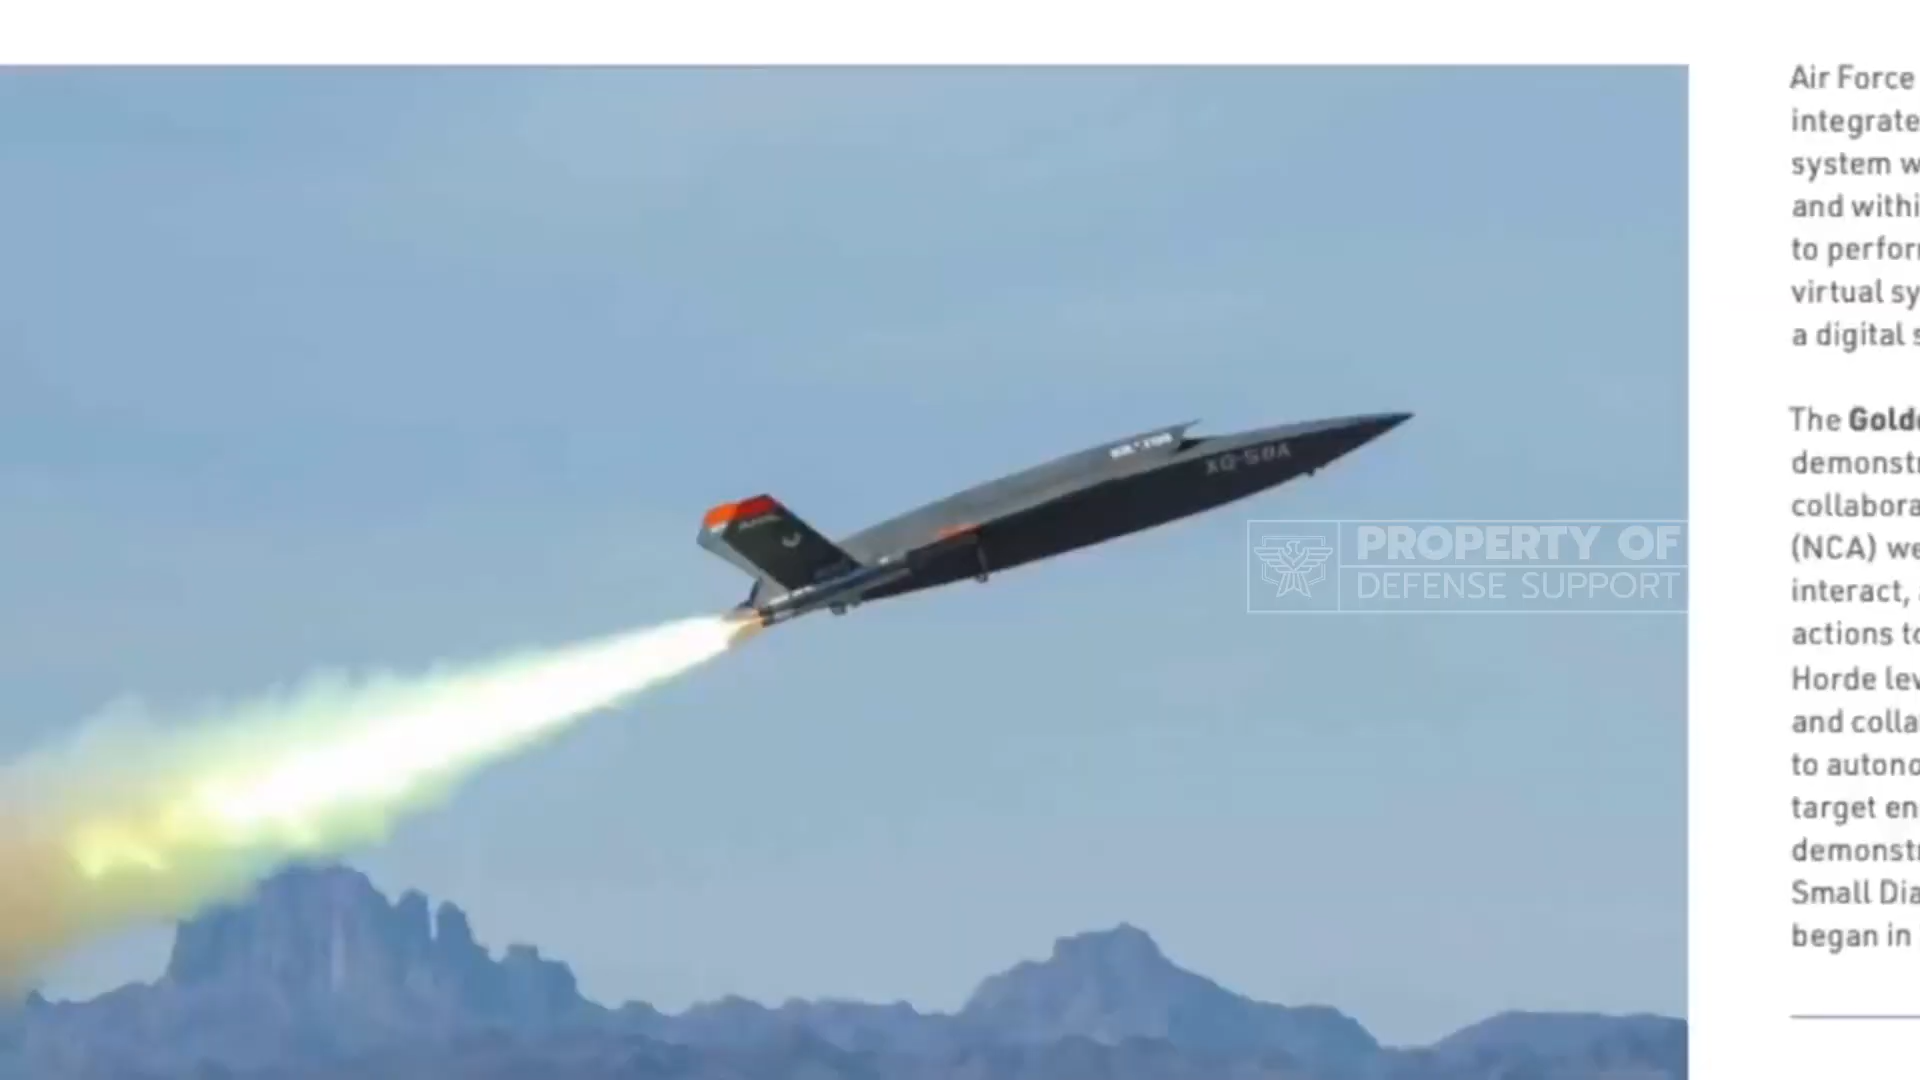 XQ-58A
PROPERTY OF
DEFENSE SUPPORT
Air Force
integrate
system w
and withi
to perfor
virtual sy
a digital s
The Golde
demonstr
collabora
(NCA) we
interact,
actions to
Horde lev
and colla
to autono
target en
demonstr
Small Dia
began in